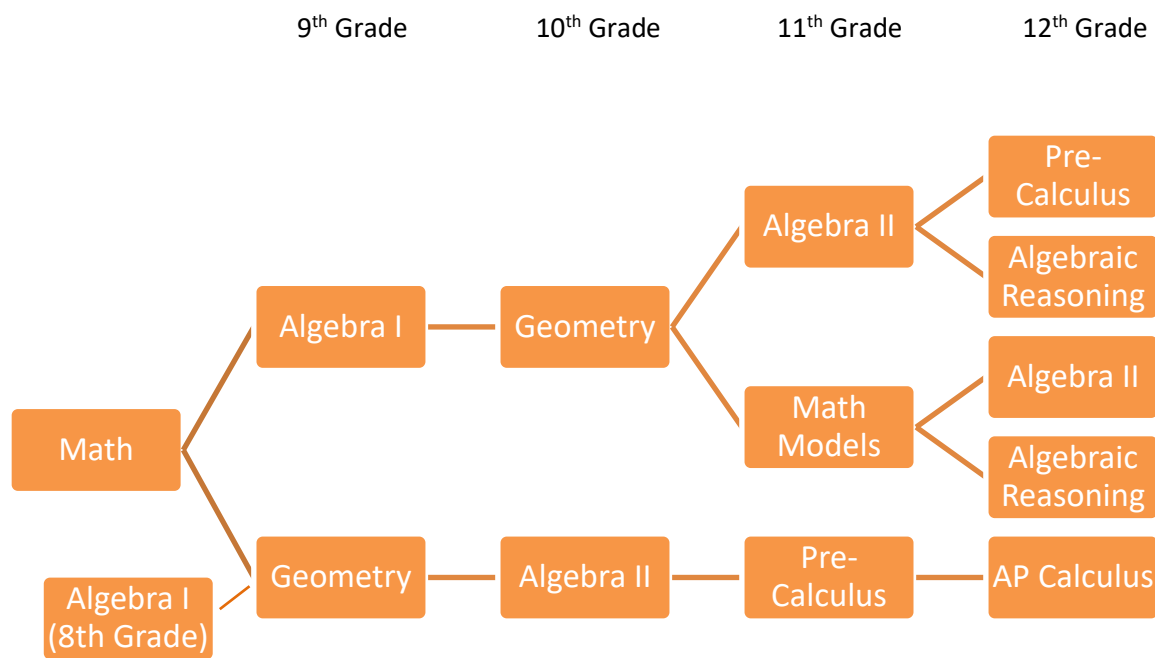 9th Grade
10th Grade
11th Grade
12th Grade
Pre-
Calculus
Algebra II
Algebraic
Reasoning
Algebra I
Geometry
Algebra II
Math
Models
Math
Algebraic
Reasoning
Geometry
Algebra II
Pre-
Calculus
AP Calculus
Algebra I
(8th Grade)